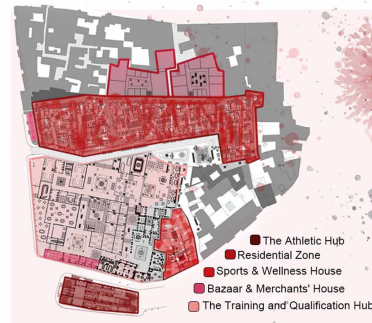 The Athletic Hub
Residential Zone
Sports & Wellness House
Bazaar & Merchants' House
The Training and Qualification Hub